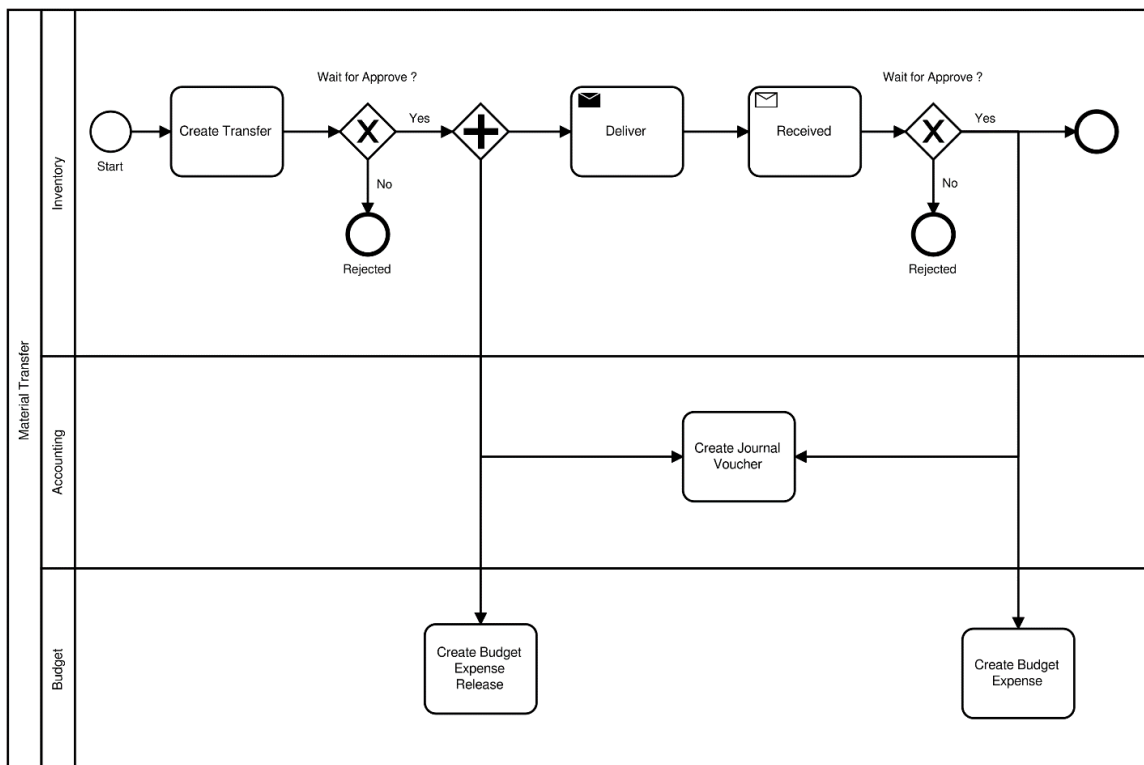 Material Transfer
Inventory
Wait for Approve ?
Wait for Approve ?
Start
Create Transfer
Yes
Deliver
Received
Yes
No
Rejected
No
Rejected
Accounting
Create Journal
Voucher
Budget
Create Budget
Expense
Release
Create Budget
Expense